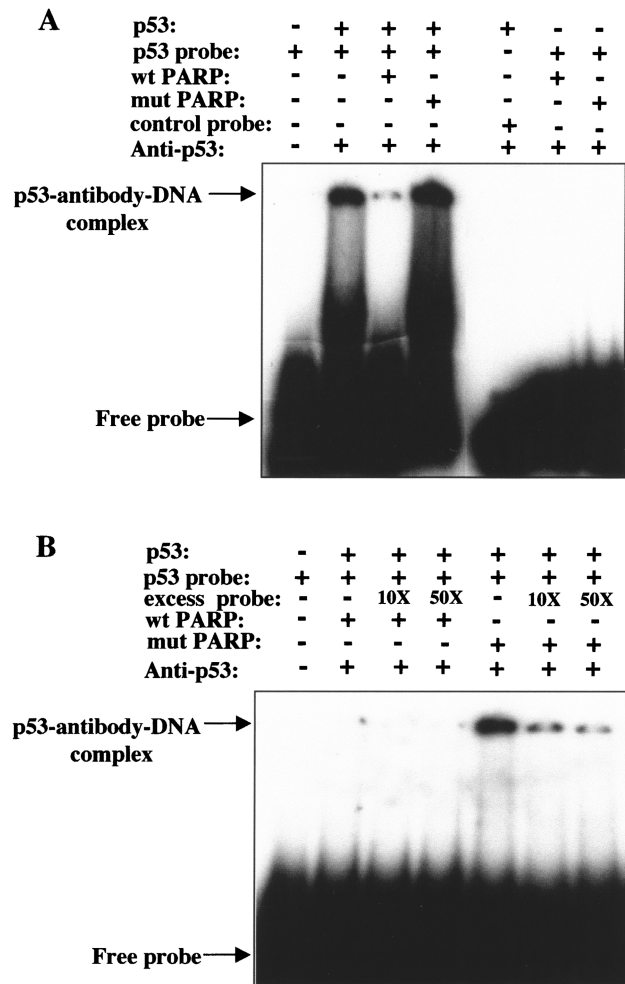 A
p53: - + + + + - -
p53 probe: + + + + - + +
wt PARP: - - + - - + -
mut PARP: - - - + - - +
control probe: - - - - + - -
Anti-p53: - + + + + + +
p53-antibody-DNA
complex
Free probe
B
p53: - + + + + + +
p53 probe: + + + + + + +
excess probe: - - 10X 50X - 10X 50X
wt PARP: - + + + - - -
mut PARP: - - - - + + +
Anti-p53: - + + + + + +
p53-antibody-DNA
complex
Free probe